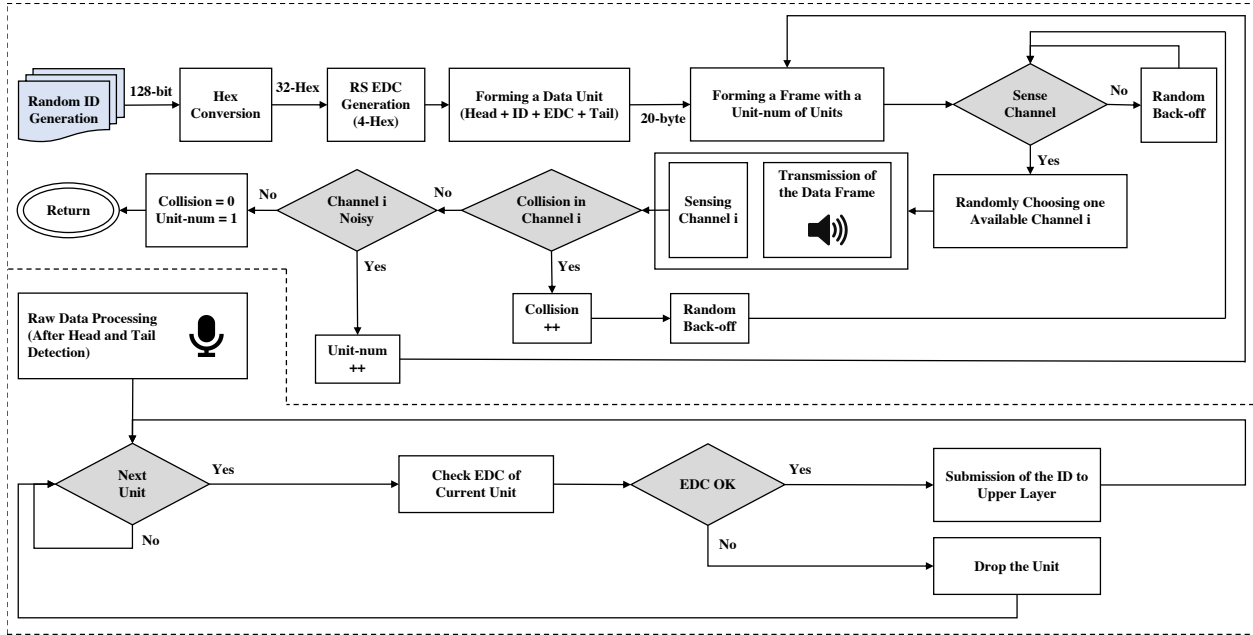 Random ID
Generation
128-bit
Hex
Conversion
32-Hex
RS EDC
Generation
(4-Hex)
Forming a Data Unit
(Head + ID + EDC + Tail)
20-byte
Forming a Frame with a
Unit-num of Units
Sense
Channel
No
Random
Back-off
Yes
Return
Collision = 0
Unit-num = 1
No
Channel i
Noisy
No
Collision in
Channel i
Sensing
Channel i
Transmission of
the Data Frame
Randomly Choosing one
Available Channel i
Yes
Yes
Collision
++
Random
Back-off
Unit-num
++
Raw Data Processing
(After Head and Tail
Detection)
Next
Unit
Yes
No
Check EDC of
Current Unit
EDC OK
Yes
No
Submission of the ID to
Upper Layer
Drop the Unit